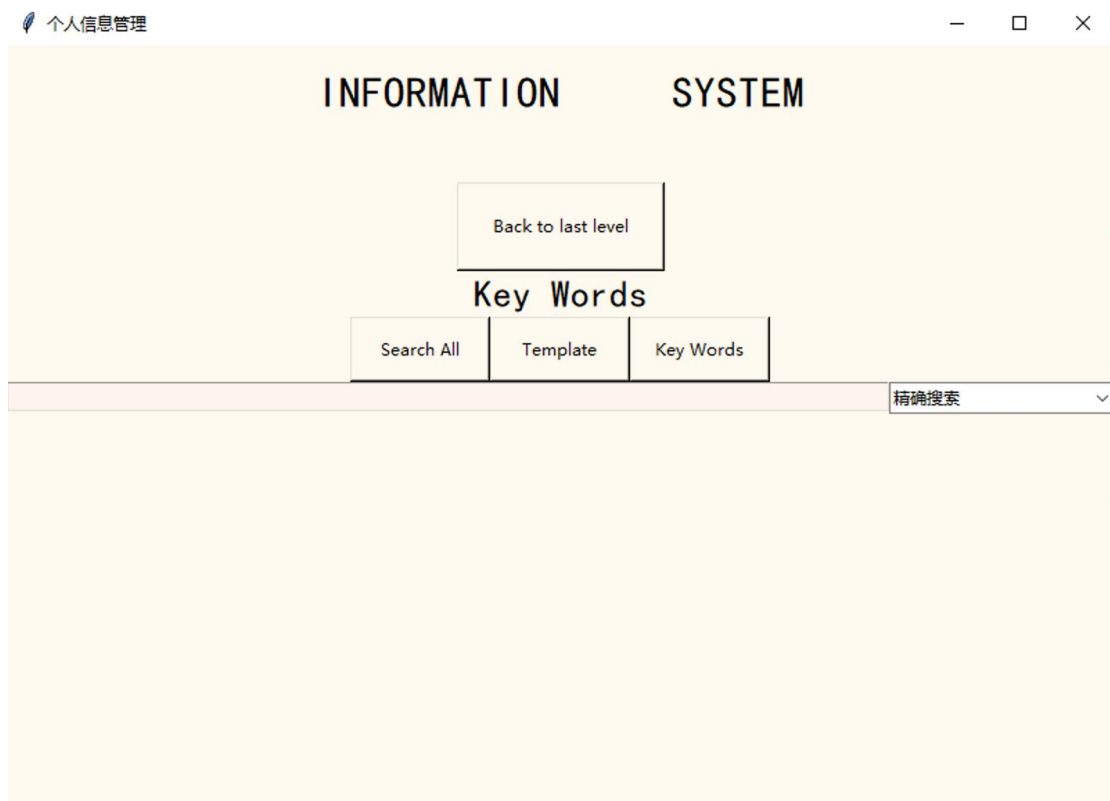 个人信息管理
INFORMATION SYSTEM
Back to last level
Key Words
Search All Template Key Words
精确搜索